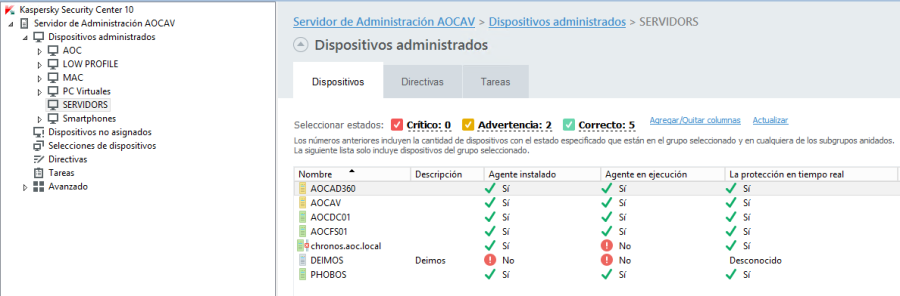 Kaspersky Security Center 10
Servidor de Administración AOCAV
Dispositivos administrados
AOC
LOW PROFILE
MAC
PC Virtuales
SERVIDORS
Smartphones
Dispositivos no asignados
Selecciones de dispositivos
Directivas
Tareas
Avanzado
Servidor de Administración AOCAV > Dispositivos administrados > SERVIDORS
Dispositivos administrados
Dispositivos Directivas Tareas
Seleccionar estados: Crítico: 0 Advertencia: 2 Correcto: 5 Agregar/Quitar columnas Actualizar
Los números anteriores incluyen la cantidad de dispositivos con el estado especificado que están en el grupo seleccionado y en cualquiera de los subgrupos anidados.
La siguiente lista solo incluye dispositivos del grupo seleccionado.
Nombre Descripción Agente instalado Agente en ejecución La protección en tiempo real
AOCAD360 Sí Sí Sí
AOCAV Sí Sí Sí
AOCDC01 Sí Sí Sí
AOCFS01 Sí Sí Sí
chronos.aoc.local Sí No Sí
DEIMOS Deimos No No Desconocido
PHOBOS Sí Sí Sí